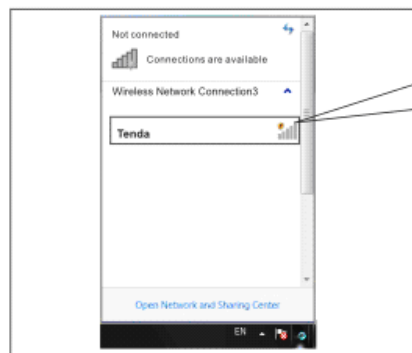 Not connected
Connections are available
Wireless Network Connection3
Tenda
Open Network and Sharing Center
EN